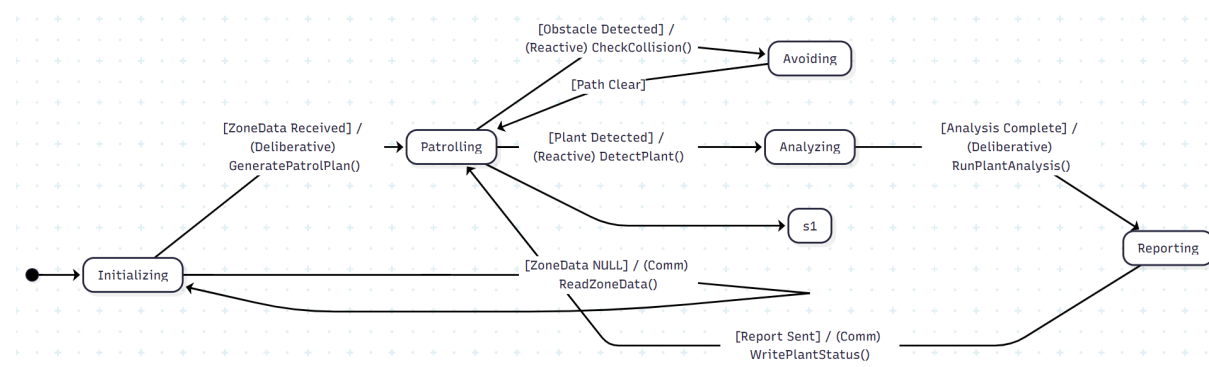 [Obstacle Detected] /
(Reactive) CheckCollision()
Avoiding
[Path Clear]
[ZoneData Received] /
(Deliberative)
GeneratePatrolPlan()
Patrolling
[Plant Detected] /
(Reactive) DetectPlant()
Analyzing
[Analysis Complete] /
(Deliberative)
RunPlantAnalysis()
s1
Reporting
Initializing
[ZoneData NULL] / (Comm)
ReadZoneData()
[Report Sent] / (Comm)
WritePlantStatus()